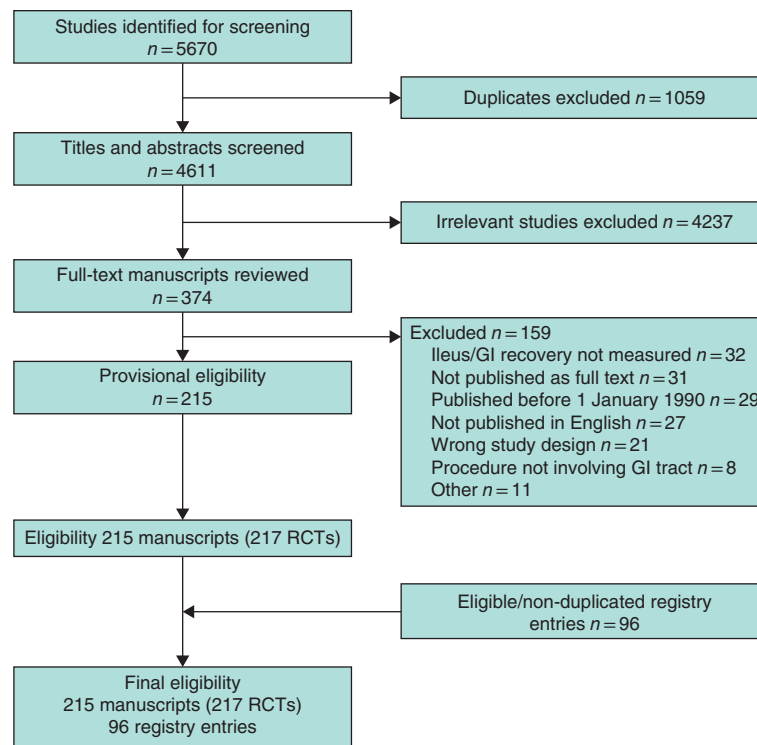 Studies identified for screening
n = 5670
Duplicates excluded n = 1059
Titles and abstracts screened
n = 4611
Irrelevant studies excluded n = 4237
Full-text manuscripts reviewed
n = 374
Excluded n = 159
Ileus/GI recovery not measured n = 32
Not published as full text n = 31
Published before 1 January 1990 n = 29
Not published in English n = 27
Wrong study design n = 21
Procedure not involving GI tract n = 8
Other n = 11
Provisional eligibility
n = 215
Eligibility 215 manuscripts (217 RCTs)
Eligible/non-duplicated registry
entries n = 96
Final eligibility
215 manuscripts (217 RCTs)
96 registry entries